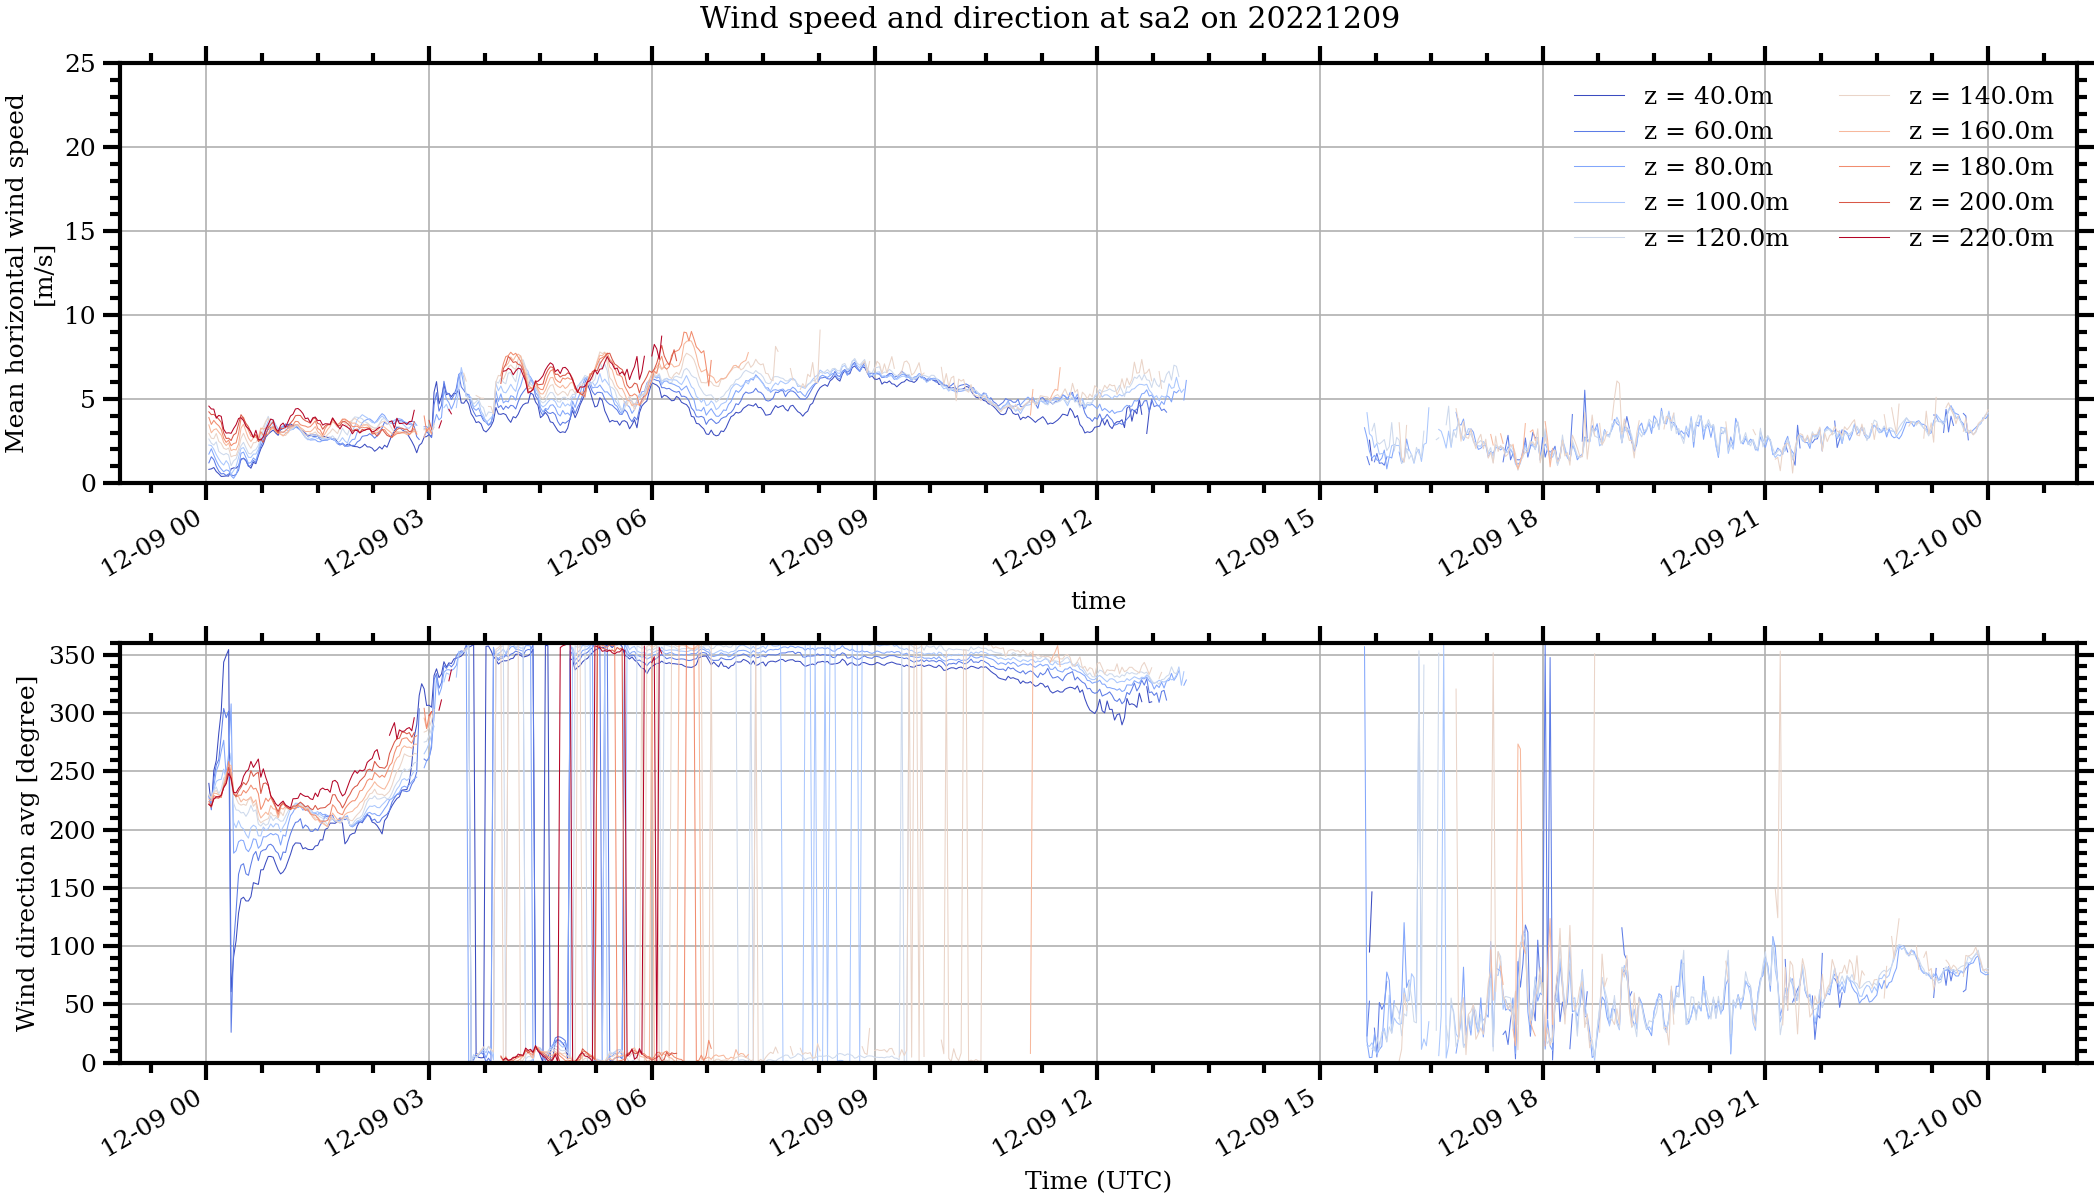 Wind speed and direction at sa2 on 20221209
Mean horizontal wind speed
[m/s]
25
20
15
10
5
0
z = 40.0m
z = 60.0m
z = 80.0m
z = 100.0m
z = 120.0m
z = 140.0m
z = 160.0m
z = 180.0m
z = 200.0m
z = 220.0m
12-09 00
12-09 03
12-09 06
12-09 09
12-09 12
12-09 15
12-09 18
12-09 21
12-10 00
time
Wind direction avg [degree]
350
300
250
200
150
100
50
0
12-09 00
12-09 03
12-09 06
12-09 09
12-09 12
12-09 15
12-09 18
12-09 21
12-10 00
Time (UTC)